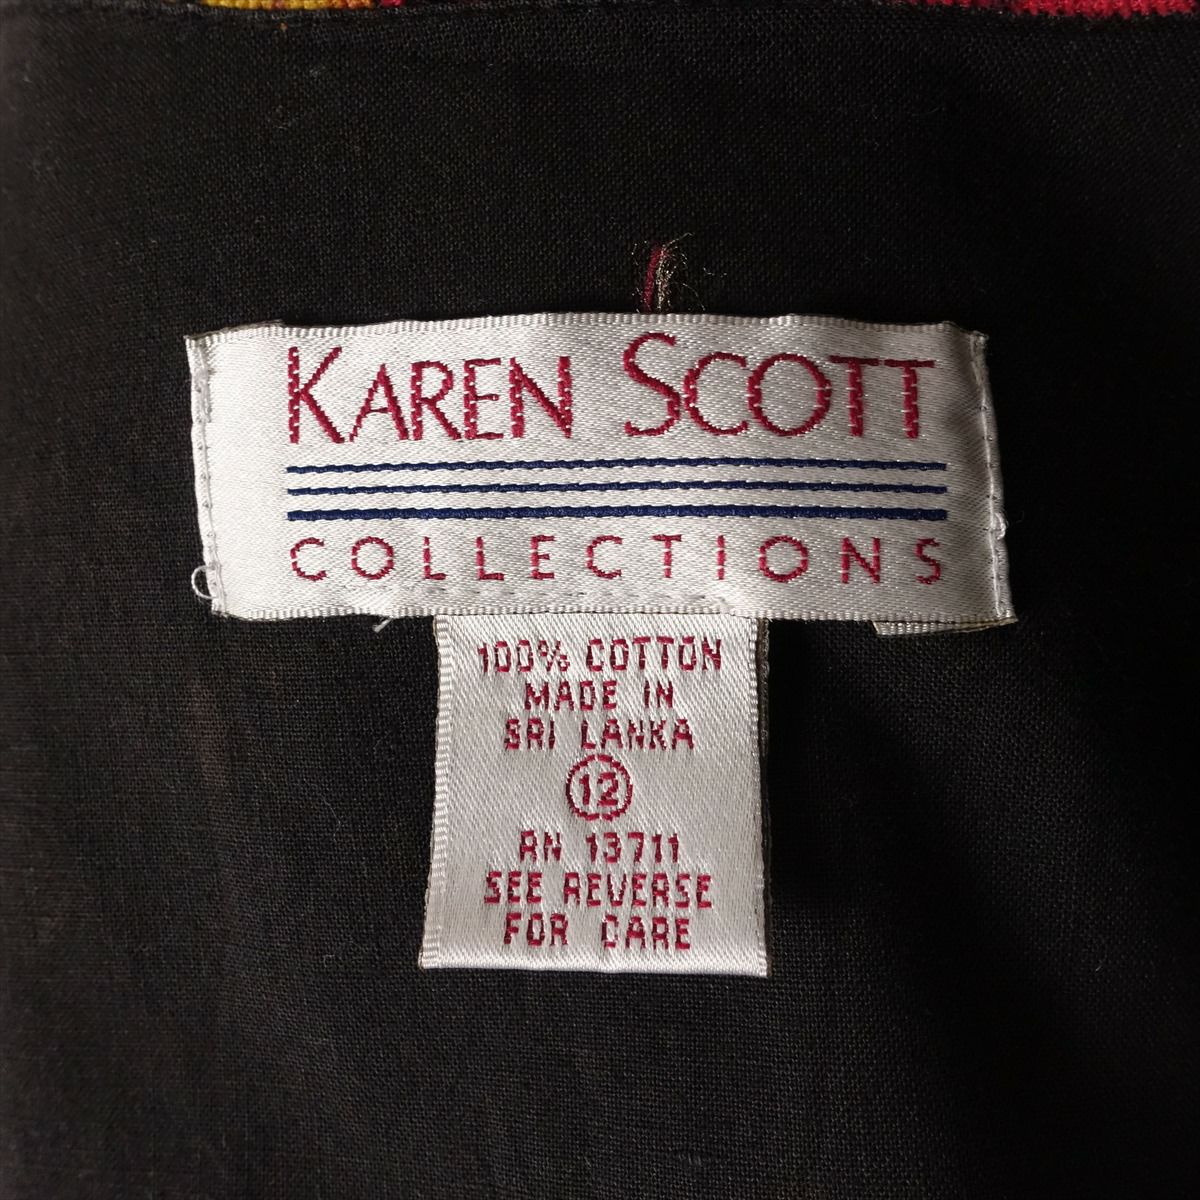 KAREN SCOTT
COLLECTIONS
100% COTTON
MADE IN
SRI LANKA
12
RN 13711
SEE REVERSE
FOR CARE